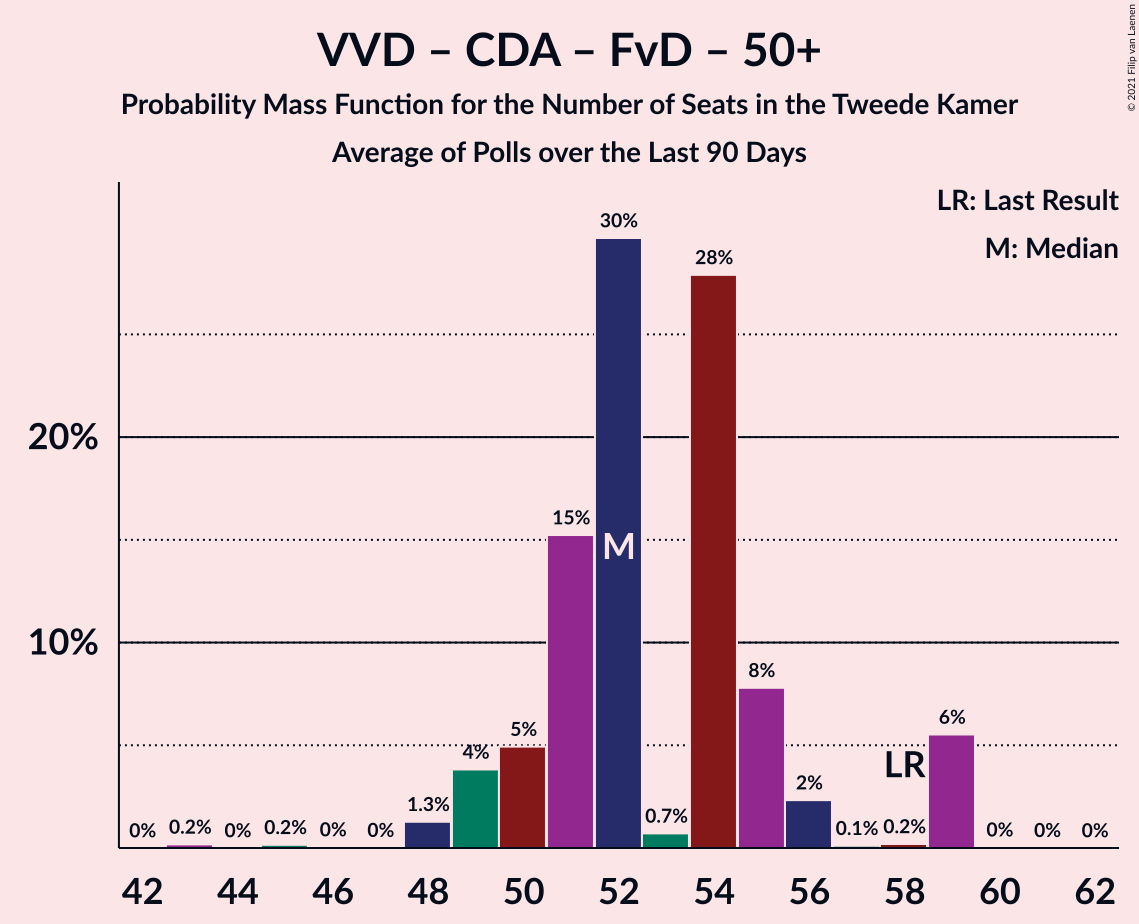 VVD – CDA – FvD – 50+
Probability Mass Function for the Number of Seats in the Tweede Kamer
Average of Polls over the Last 90 Days
© 2021 Filip van Laenen
LR: Last Result
M: Median
30%
28%
20%
15%
M
10%
8%
6%
5%
4%
LR
2%
1.3%
0.7%
0% 0.2% 0% 0.2% 0% 0% 0.1% 0.2% 0% 0% 0%
42 44 46 48 50 52 54 56 58 60 62